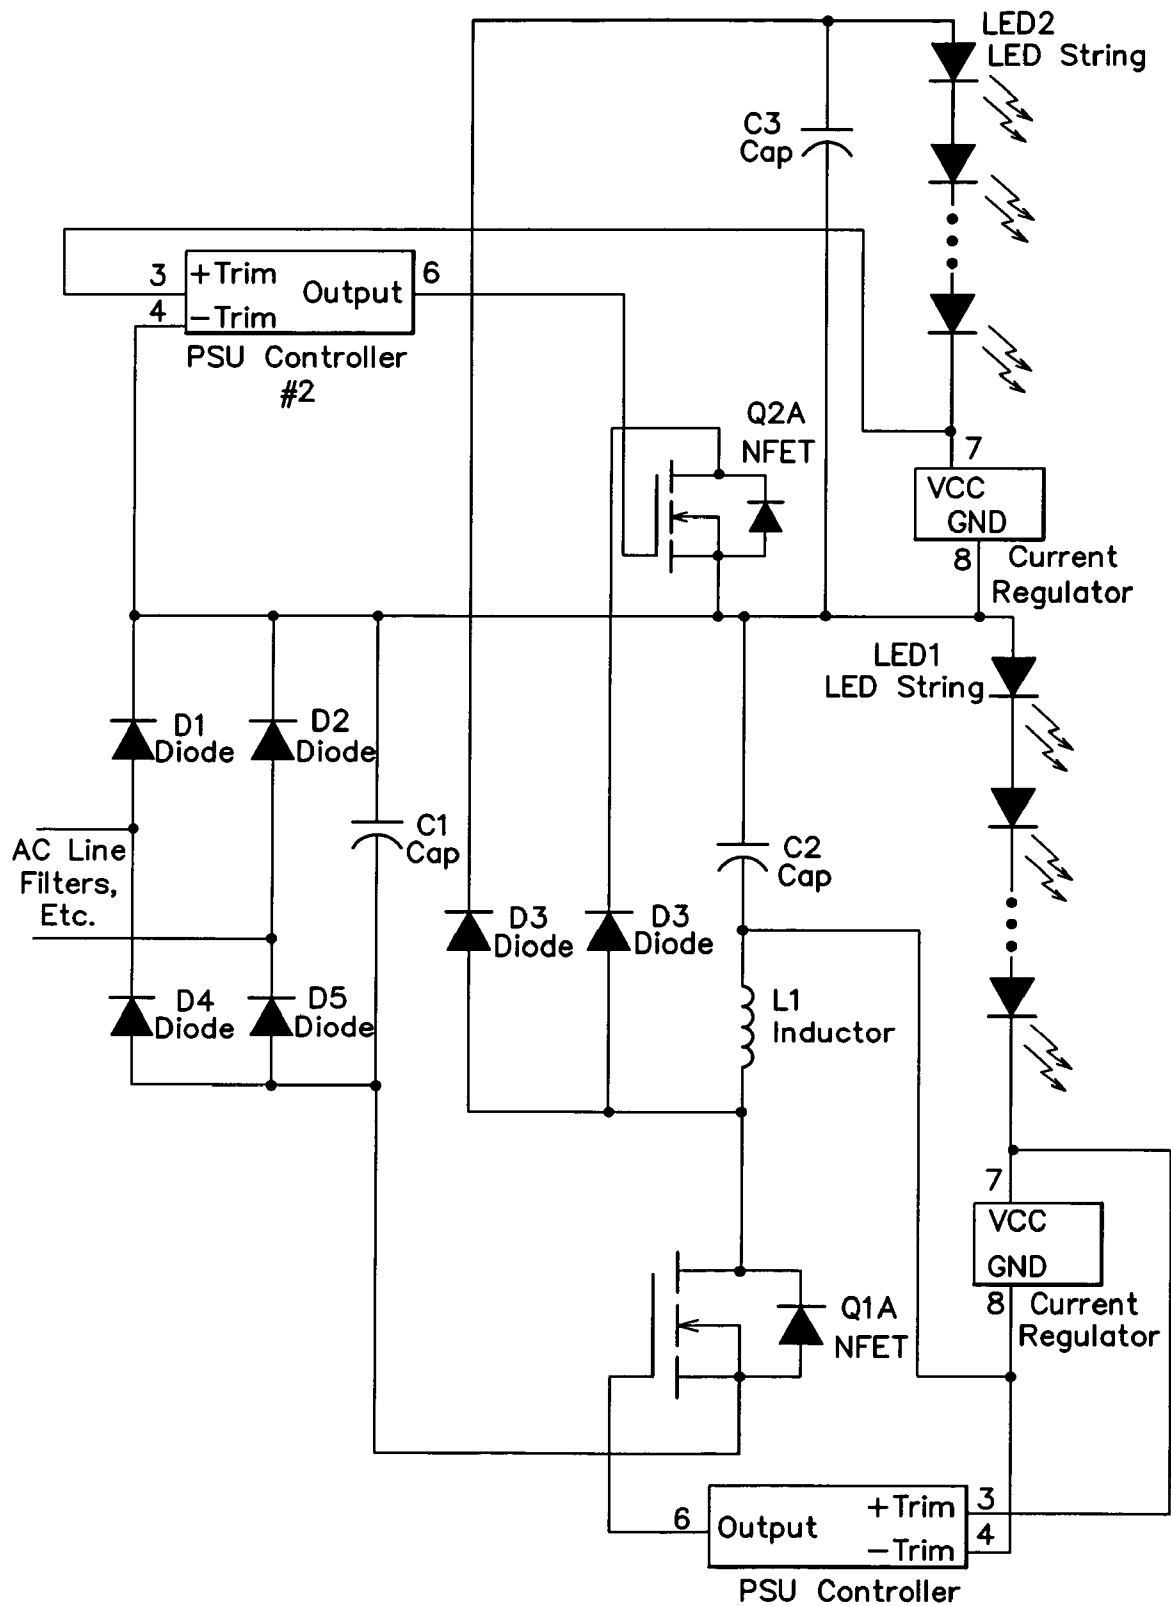 LED2
LED String
C3
Cap
3
+Trim
6
Output
4
-Trim
PSU Controller
#2
Q2A
NFET
7
VCC
GND
8
Current
Regulator
LED1
LED String
D1
Diode
D2
Diode
C1
Cap
C2
Cap
AC Line
Filters,
Etc.
D3
Diode
D3
Diode
D4
Diode
D5
Diode
L1
Inductor
7
VCC
GND
8
Current
Regulator
Q1A
NFET
6
Output
+Trim
3
-Trim
4
PSU Controller